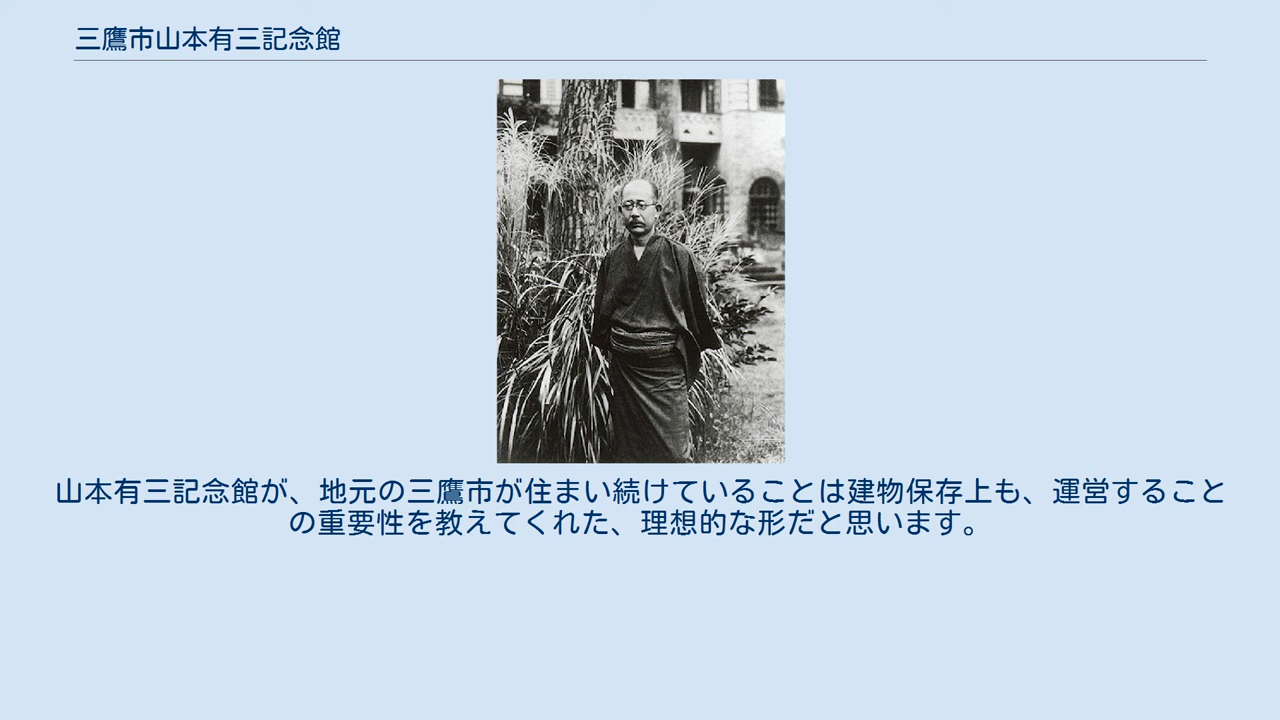 三鷹市山本有三記念館
山本有三記念館が、地元の三鷹市が住まい続けていることは建物保存上も、運営すること
の重要性を教えてくれた、理想的な形だと思います。